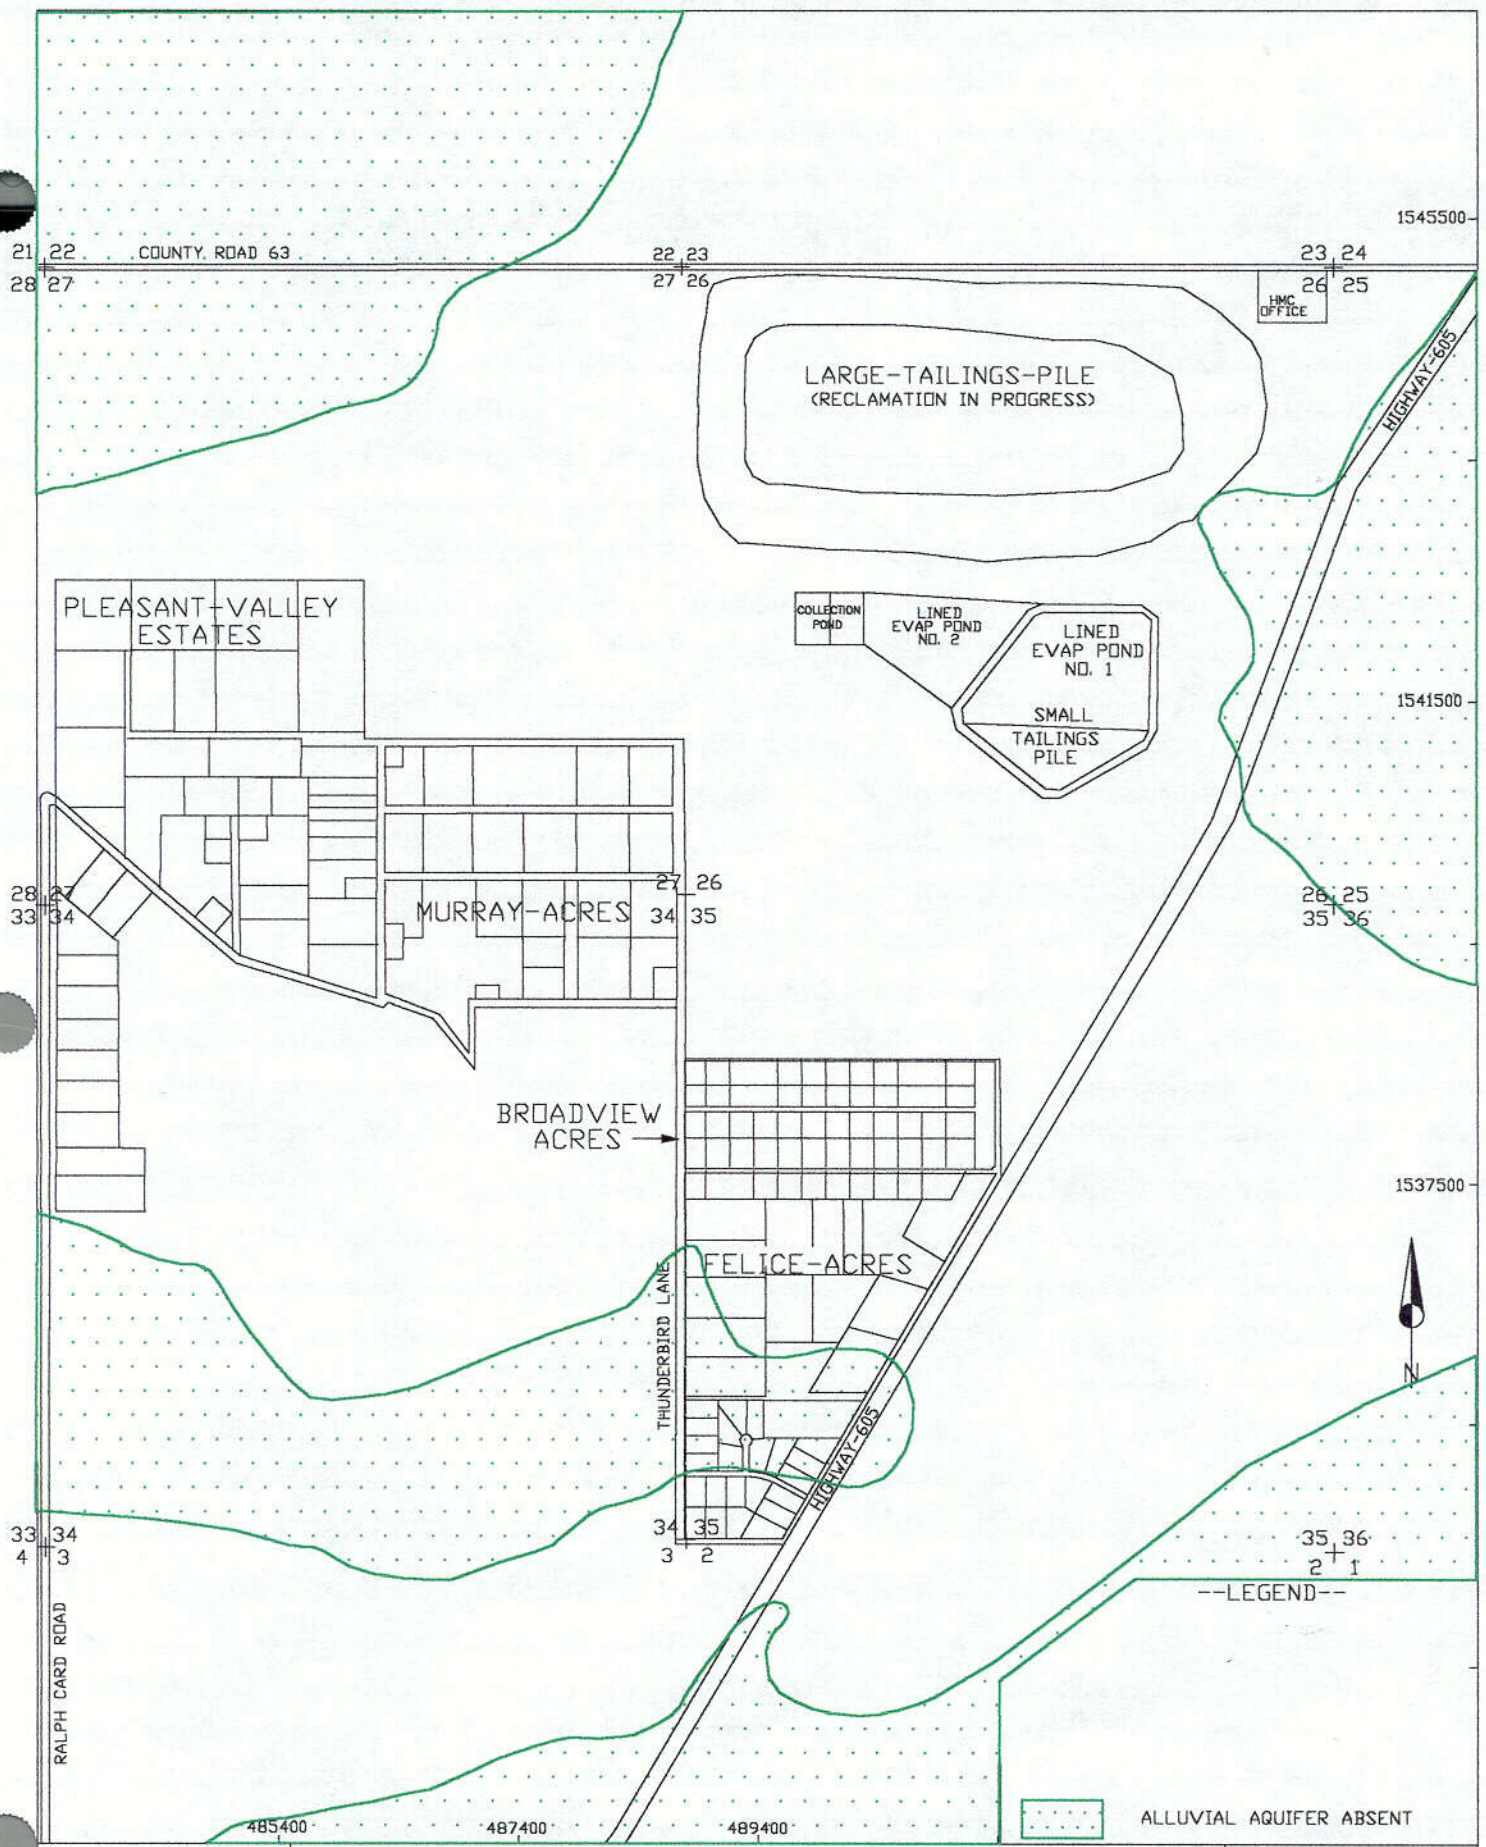 1545500
21 22
COUNTY. ROAD 63
22 23
23 24
28 27
27 26
26 25
HMC
OFFICE
HIGHWAY-605
LARGE-TAILINGS-PILE
(RECLAMATION IN PROGRESS)
PLEASANT-VALLEY
ESTATES
COLLECTION
POND
LINED
EVAP POND
NO. 2
LINED
EVAP POND
NO. 1
SMALL
TAILINGS
PILE
1541500
28 27
33 34
MURRAY-ACRES
27 26
34 35
26 25
35 36
BROADVIEW
ACRES
1537500
FELICE-ACRES
THUNDERBIRD LANE
HIGHWAY-605
N
33 34
4 3
34 35
3 2
35 36
2 1
--LEGEND--
RALPH CARD ROAD
485400
487400
489400
ALLUVIAL AQUIFER ABSENT